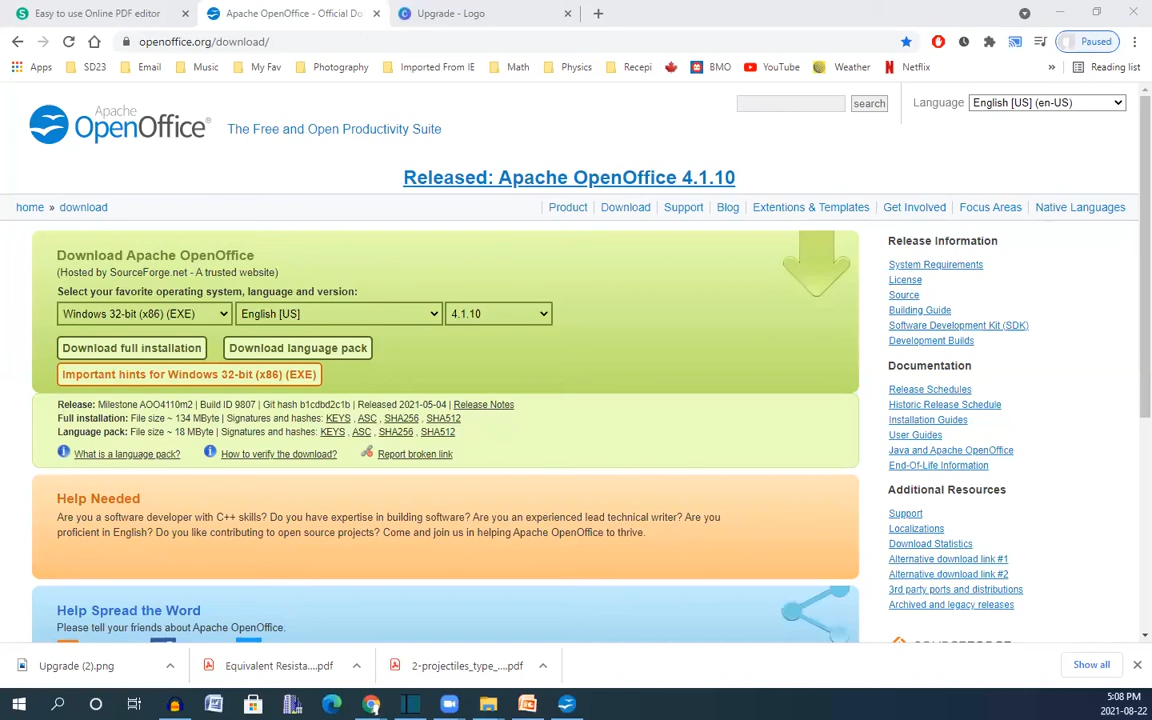 Easy to use Online PDF editor
Apache OpenOffice - Official Do
Upgrade - Logo
openoffice.org/download/
Paused
Apps
SD23
Email
Music
My Fav
Photography
Imported From IE
Math
Physics
Recepi
BMO
YouTube
Weather
Netflix
»
Reading list
Apache
OpenOffice®
The Free and Open Productivity Suite
search
Language
English [US] (en-US)
Released: Apache OpenOffice 4.1.10
home » download
Product
Download
Support
Blog
Extentions & Templates
Get Involved
Focus Areas
Native Languages
Download Apache OpenOffice
(Hosted by SourceForge.net - A trusted website)
Select your favorite operating system, language and version:
Windows 32-bit (x86) (EXE)
English [US]
4.1.10
Download full installation
Download language pack
Important hints for Windows 32-bit (x86) (EXE)
Release: Milestone AOO4110m2 | Build ID 9807 | Git hash b1cdbd2c1b | Released 2021-05-04 | Release Notes
Full installation: File size ~ 134 MByte | Signatures and hashes: KEYS , ASC , SHA256 , SHA512
Language pack: File size ~ 18 MByte | Signatures and hashes: KEYS , ASC , SHA256 , SHA512
What is a language pack?
How to verify the download?
Report broken link
Help Needed
Are you a software developer with C++ skills? Do you have expertise in building software? Are you an experienced lead technical writer? Are you
proficient in English? Do you like contributing to open source projects? Come and join us in helping Apache OpenOffice to thrive.
Help Spread the Word
Please tell your friends about Apache OpenOffice.
Release Information
System Requirements
License
Source
Building Guide
Software Development Kit (SDK)
Development Builds
Documentation
Release Schedules
Historic Release Schedule
Installation Guides
User Guides
Java and Apache OpenOffice
End-Of-Life Information
Additional Resources
Support
Localizations
Download Statistics
Alternative download link #1
Alternative download link #2
3rd party ports and distributions
Archived and legacy releases
Upgrade (2).png
Equivalent Resista....pdf
2-projectiles_type_....pdf
Show all
5:08 PM
2021-08-22